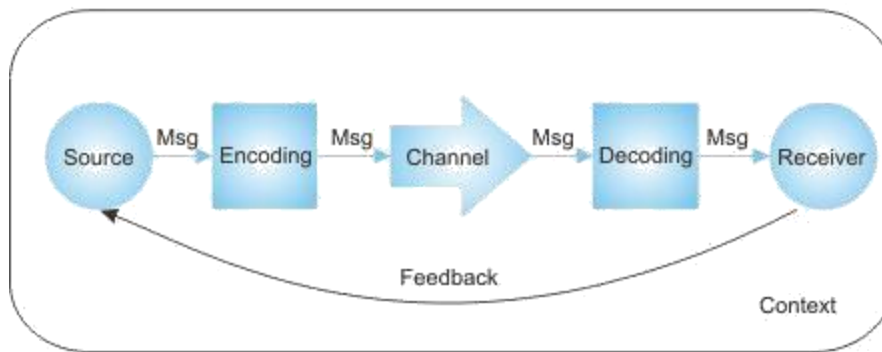 Msg Msg Msg Msg
Source Encoding Channel Decoding Receiver
Feedback
Context